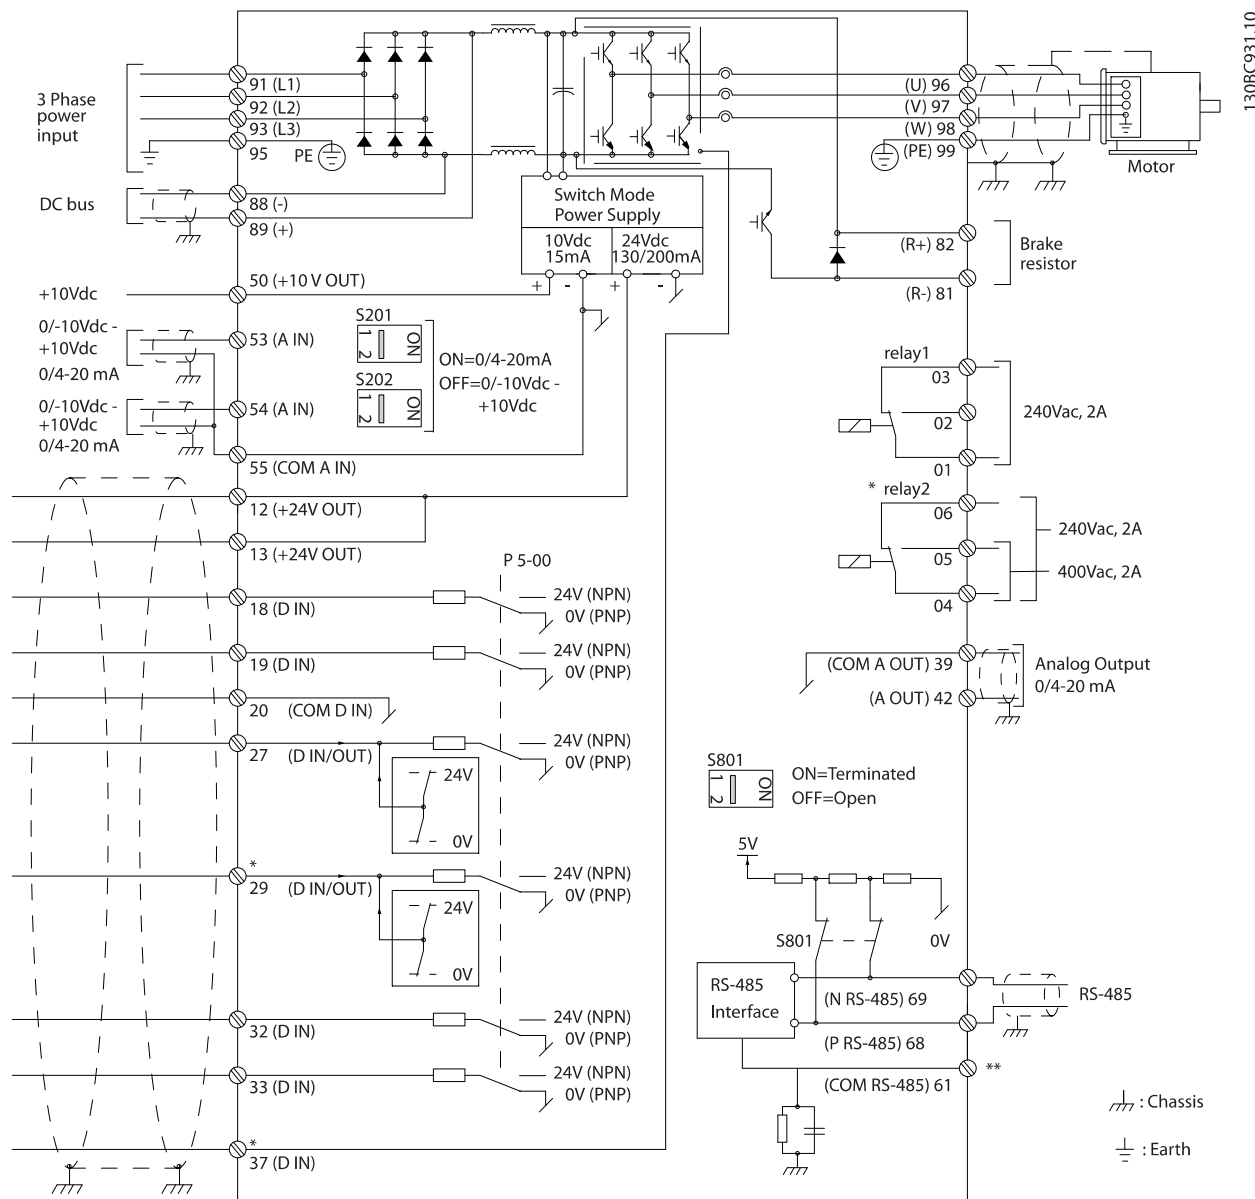 130BC931.10
3 Phase
power
input
91 (L1)
92 (L2)
93 (L3)
95
PE
DC bus
88 (-)
89 (+)
Switch Mode
Power Supply
10Vdc
15mA
24Vdc
130/200mA
+ - + -
(U) 96
(V) 97
(W) 98
(PE) 99
Motor
(R+) 82
(R-) 81
Brake
resistor
+10Vdc
50 (+10 V OUT)
0/-10Vdc -
+10Vdc
0/4-20 mA
53 (A IN)
0/-10Vdc -
+10Vdc
0/4-20 mA
54 (A IN)
55 (COM A IN)
S201
1 2 ON
S202
1 2 ON
ON=0/4-20mA
OFF=0/-10Vdc -
+10Vdc
relay1
03
02
01
240Vac, 2A
* relay2
06
05
04
240Vac, 2A
400Vac, 2A
12 (+24V OUT)
13 (+24V OUT)
P 5-00
18 (D IN)
24V (NPN)
0V (PNP)
19 (D IN)
24V (NPN)
0V (PNP)
20 (COM D IN)
27 (D IN/OUT)
24V (NPN)
0V (PNP)
24V
0V
*
29 (D IN/OUT)
24V (NPN)
0V (PNP)
24V
0V
32 (D IN)
24V (NPN)
0V (PNP)
33 (D IN)
24V (NPN)
0V (PNP)
*
37 (D IN)
(COM A OUT) 39
(A OUT) 42
Analog Output
0/4-20 mA
S801
1 2 ON
ON=Terminated
OFF=Open
5V
S801
0V
RS-485
Interface
(N RS-485) 69
(P RS-485) 68
(COM RS-485) 61
RS-485
**
: Chassis
: Earth